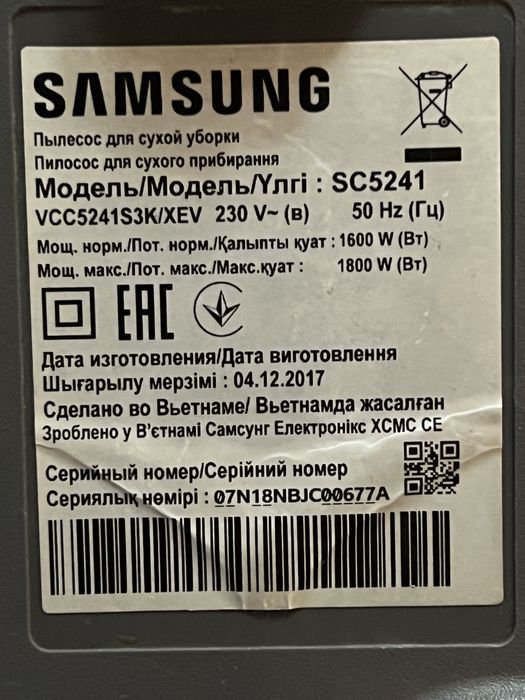 SAMSUNG
Пылесос для сухой уборки
Пилосос для сухого прибирання
Модель/Модель/Үлгі : SC5241
VCC5241S3K/XEV 230 V~ (в) 50 Hz (Гц)
Мощ. норм./Пот. норм./Қалыпты қуат : 1600 W (Вт)
Мощ. макс./Пот. макс./Макс.қуат : 1800 W (Вт)
EAC
Дата изготовления/Дата виготовлення
Шығарылу мерзімі : 04.12.2017
Сделано во Вьетнаме/ Вьетнамда жасалған
Зроблено у В'єтнамі Самсунг Електронікс ХСМС СЕ
Серийный номер/Серійний номер
Сериялық нөмірі : 07N18NBJC00677A